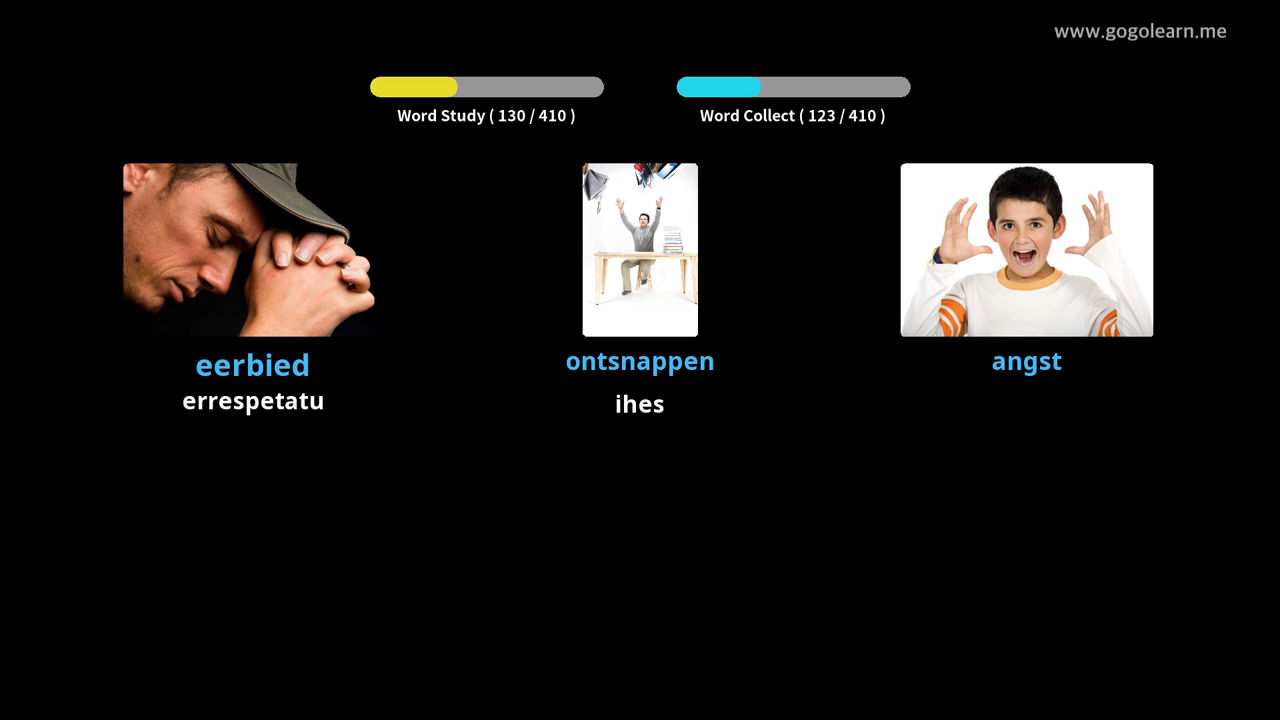 www.gogolearn.me
Word Study ( 130 / 410 )
Word Collect ( 123 / 410 )
eerbied
errespetatu
ontsnappen
ihes
angst